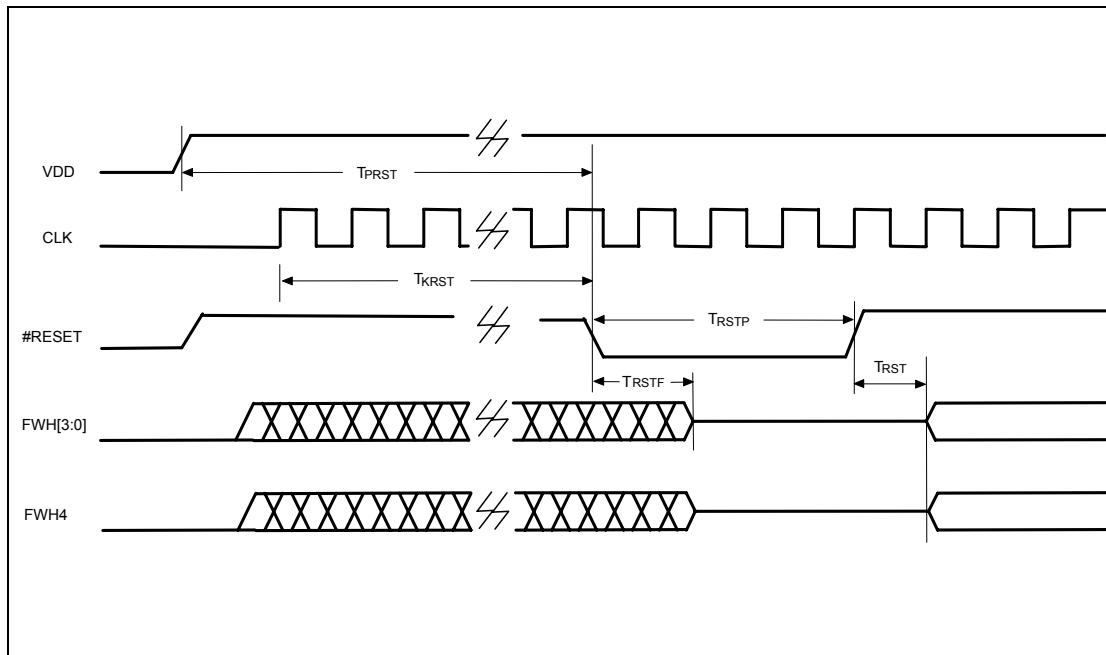 VDD
TPRST
CLK
TKRST
#RESET
TRSTP
TRST
TRSTF
FWH[3:0]
FWH4